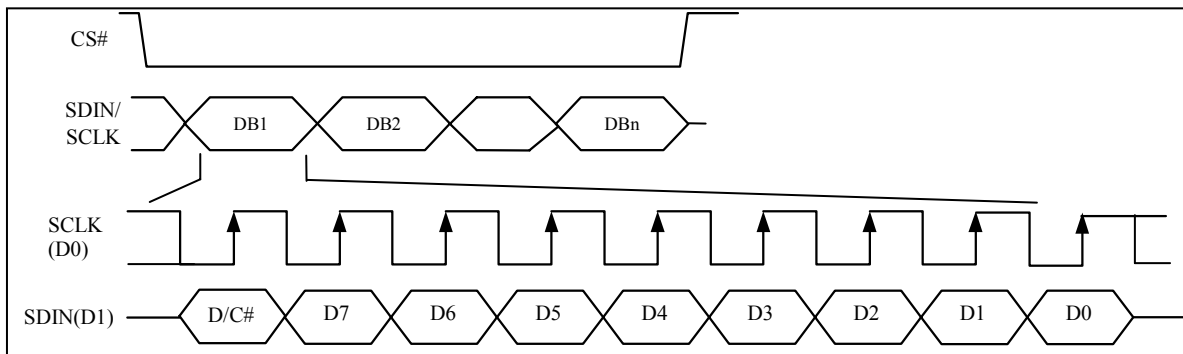 CS#
SDIN/
SCLK
DB1 DB2 DBn
SCLK
(D0)
SDIN(D1) D/C# D7 D6 D5 D4 D3 D2 D1 D0